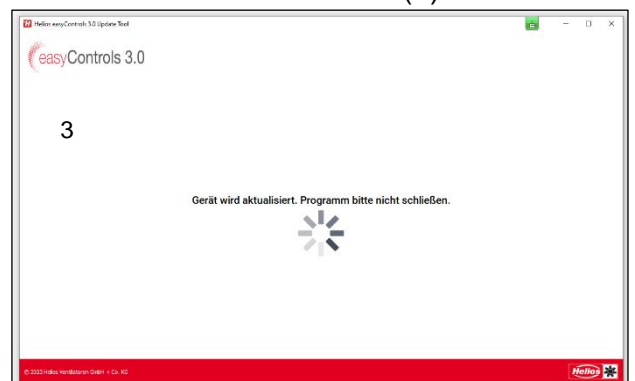 Helios easyControls 3.0 Update Tool
easyControls 3.0
3
Gerät wird aktualisiert. Programm bitte nicht schließen.
© 2023 Helios Ventilatoren GmbH + Co. KG
Helios